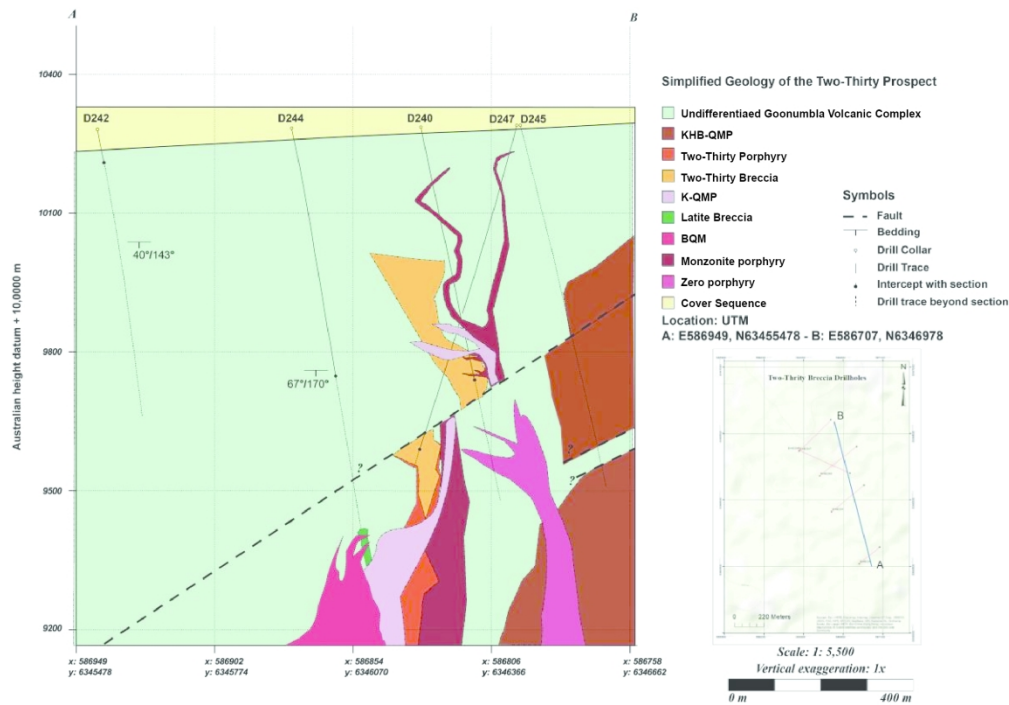 A
B
10400
10100
9800
9500
9200
Australian height datum + 10,0000 m
D242
D244
D240
D247
D245
40°/143°
67°/170°
?
?
?
x: 586949
y: 6345478
x: 586902
y: 6345774
x: 586854
y: 6346070
x: 586806
y: 6346366
x: 586758
y: 6346662
Simplified Geology of the Two-Thirty Prospect
Undifferentiaed Goonumbla Volcanic Complex
KHB-QMP
Two-Thirty Porphyry
Two-Thirty Breccia
K-QMP
Latite Breccia
BQM
Monzonite porphyry
Zero porphyry
Cover Sequence
Symbols
Fault
Bedding
Drill Collar
Drill Trace
Intercept with section
Drill trace beyond section
Location: UTM
A: E586949, N63455478 - B: E586707, N6346978
Two-Thrity Breccia Drillholes
N
B
A
0 220 Meters
Scale: 1: 5,500
Vertical exaggeration: 1x
0 m
400 m